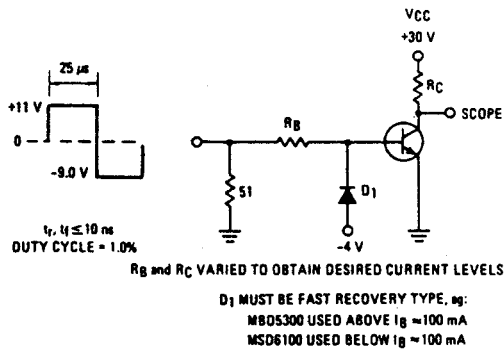 VCC
+30 V
25 µs
RC
+11 V
SCOPE
RB
0
-9.0 V
51
D1
-4 V
tr, tf ≤ 10 ns
DUTY CYCLE = 1.0%
RB and RC VARIED TO OBTAIN DESIRED CURRENT LEVELS
D1 MUST BE FAST RECOVERY TYPE, eg:
MBD5300 USED ABOVE IB ≈ 100 mA
MSD6100 USED BELOW IB ≈ 100 mA